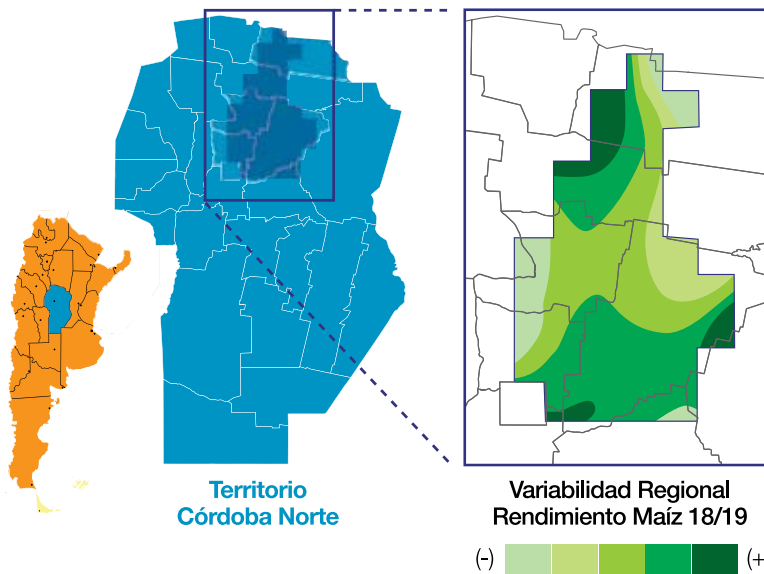 Territorio
Córdoba Norte
Variabilidad Regional
Rendimiento Maíz 18/19
(-)
(+